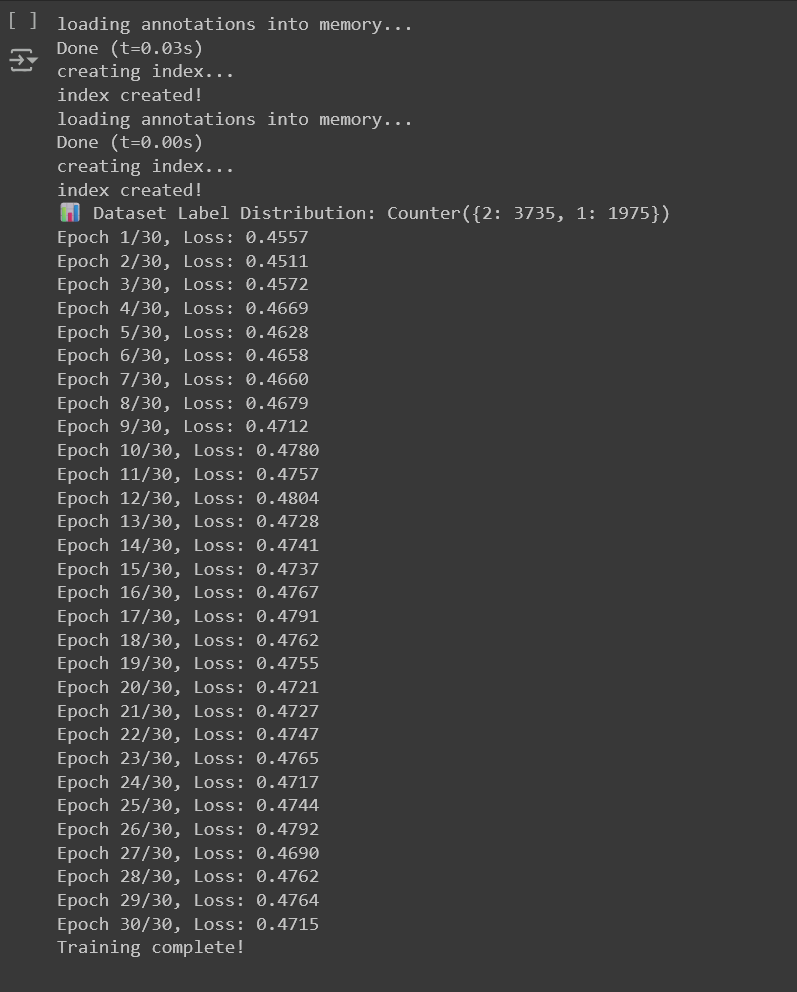 [ ] loading annotations into memory...
Done (t=0.03s)
creating index...
index created!
loading annotations into memory...
Done (t=0.00s)
creating index...
index created!
📊 Dataset Label Distribution: Counter({2: 3735, 1: 1975})
Epoch 1/30, Loss: 0.4557
Epoch 2/30, Loss: 0.4511
Epoch 3/30, Loss: 0.4572
Epoch 4/30, Loss: 0.4669
Epoch 5/30, Loss: 0.4628
Epoch 6/30, Loss: 0.4658
Epoch 7/30, Loss: 0.4660
Epoch 8/30, Loss: 0.4679
Epoch 9/30, Loss: 0.4712
Epoch 10/30, Loss: 0.4780
Epoch 11/30, Loss: 0.4757
Epoch 12/30, Loss: 0.4804
Epoch 13/30, Loss: 0.4728
Epoch 14/30, Loss: 0.4741
Epoch 15/30, Loss: 0.4737
Epoch 16/30, Loss: 0.4767
Epoch 17/30, Loss: 0.4791
Epoch 18/30, Loss: 0.4762
Epoch 19/30, Loss: 0.4755
Epoch 20/30, Loss: 0.4721
Epoch 21/30, Loss: 0.4727
Epoch 22/30, Loss: 0.4747
Epoch 23/30, Loss: 0.4765
Epoch 24/30, Loss: 0.4717
Epoch 25/30, Loss: 0.4744
Epoch 26/30, Loss: 0.4792
Epoch 27/30, Loss: 0.4690
Epoch 28/30, Loss: 0.4762
Epoch 29/30, Loss: 0.4764
Epoch 30/30, Loss: 0.4715
Training complete!